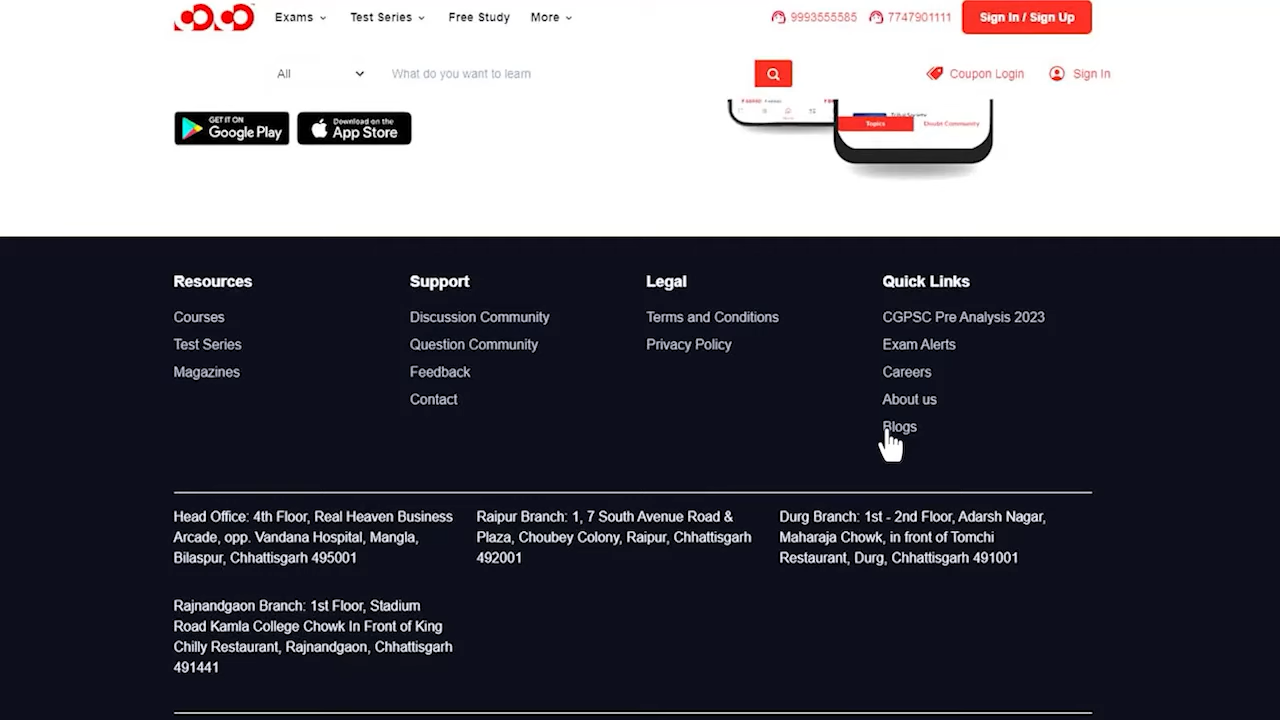 Exams Test Series Free Study More 9993555585 7747901111 Sign In / Sign Up
All What do you want to learn Coupon Login Sign In
GET IT ON
Google Play
Download on the
App Store
Topics Doubt Community
Resources Support Legal Quick Links
Courses Discussion Community Terms and Conditions CGPSC Pre Analysis 2023
Test Series Question Community Privacy Policy Exam Alerts
Magazines Feedback Careers
Contact About us
Blogs
Head Office: 4th Floor, Real Heaven Business
Arcade, opp. Vandana Hospital, Mangla,
Bilaspur, Chhattisgarh 495001
Raipur Branch: 1, 7 South Avenue Road &
Plaza, Choubey Colony, Raipur, Chhattisgarh
492001
Durg Branch: 1st - 2nd Floor, Adarsh Nagar,
Maharaja Chowk, in front of Tomchi
Restaurant, Durg, Chhattisgarh 491001
Rajnandgaon Branch: 1st Floor, Stadium
Road Kamla College Chowk In Front of King
Chilly Restaurant, Rajnandgaon, Chhattisgarh
491441